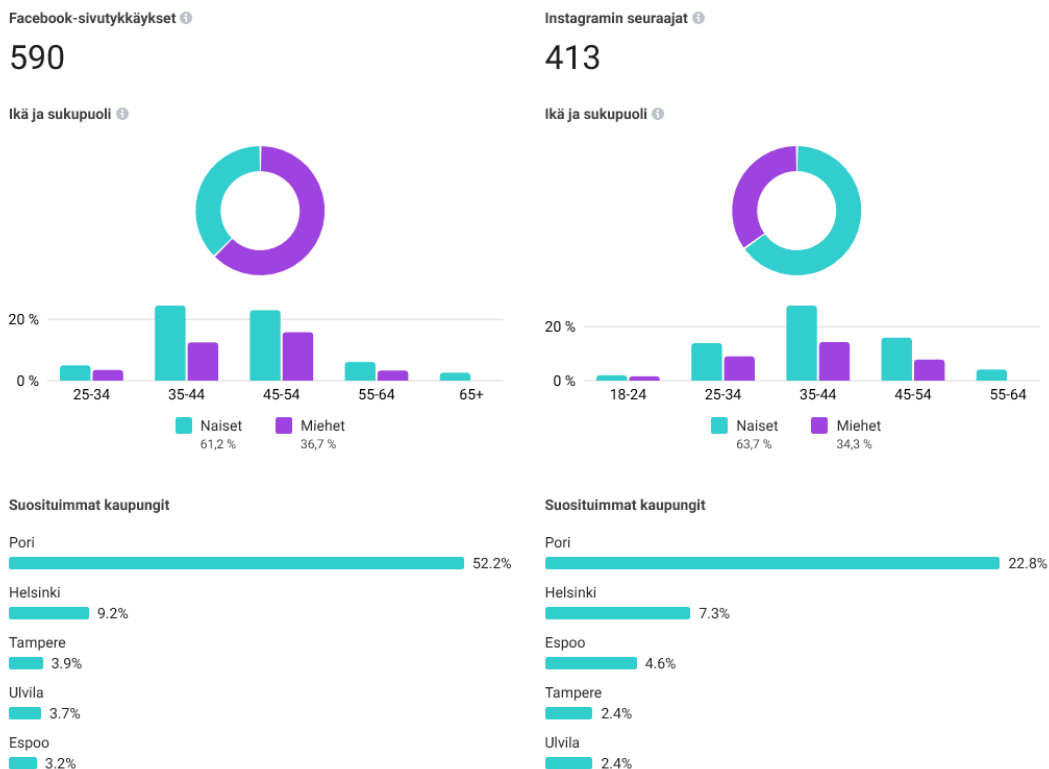 Facebook-sivutykkäykset
590
Ikä ja sukupuoli
20 %
0 %
25-34
35-44
45-54
55-64
65+
Naiset
61,2 %
Miehet
36,7 %
Suosituimmat kaupungit
Pori
52.2%
Helsinki
9.2%
Tampere
3.9%
Ulvila
3.7%
Espoo
3.2%
Instagramin seuraajat
413
Ikä ja sukupuoli
20 %
0 %
18-24
25-34
35-44
45-54
55-64
Naiset
63,7 %
Miehet
34,3 %
Suosituimmat kaupungit
Pori
22.8%
Helsinki
7.3%
Espoo
4.6%
Tampere
2.4%
Ulvila
2.4%